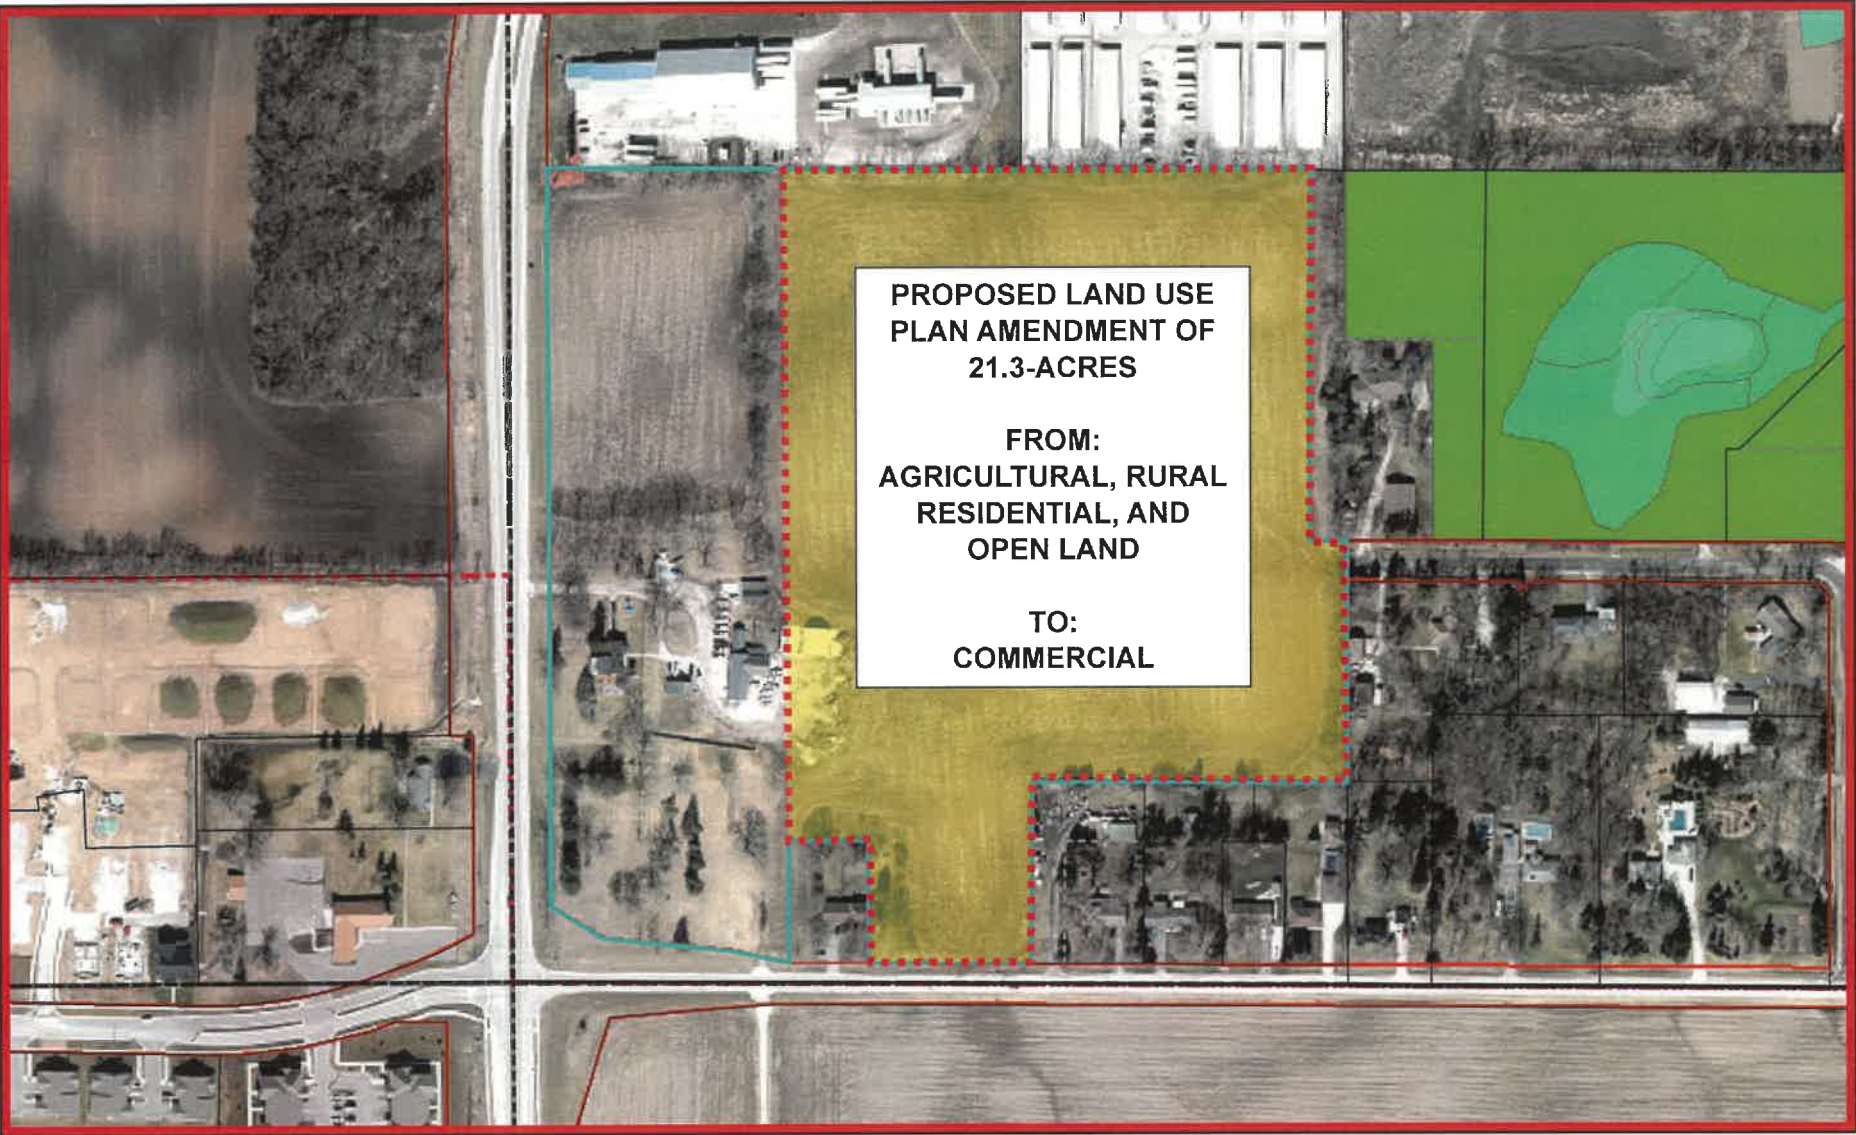 PROPOSED LAND USE
PLAN AMENDMENT OF
21.3-ACRES
FROM:
AGRICULTURAL, RURAL
RESIDENTIAL, AND
OPEN LAND
TO:
COMMERCIAL